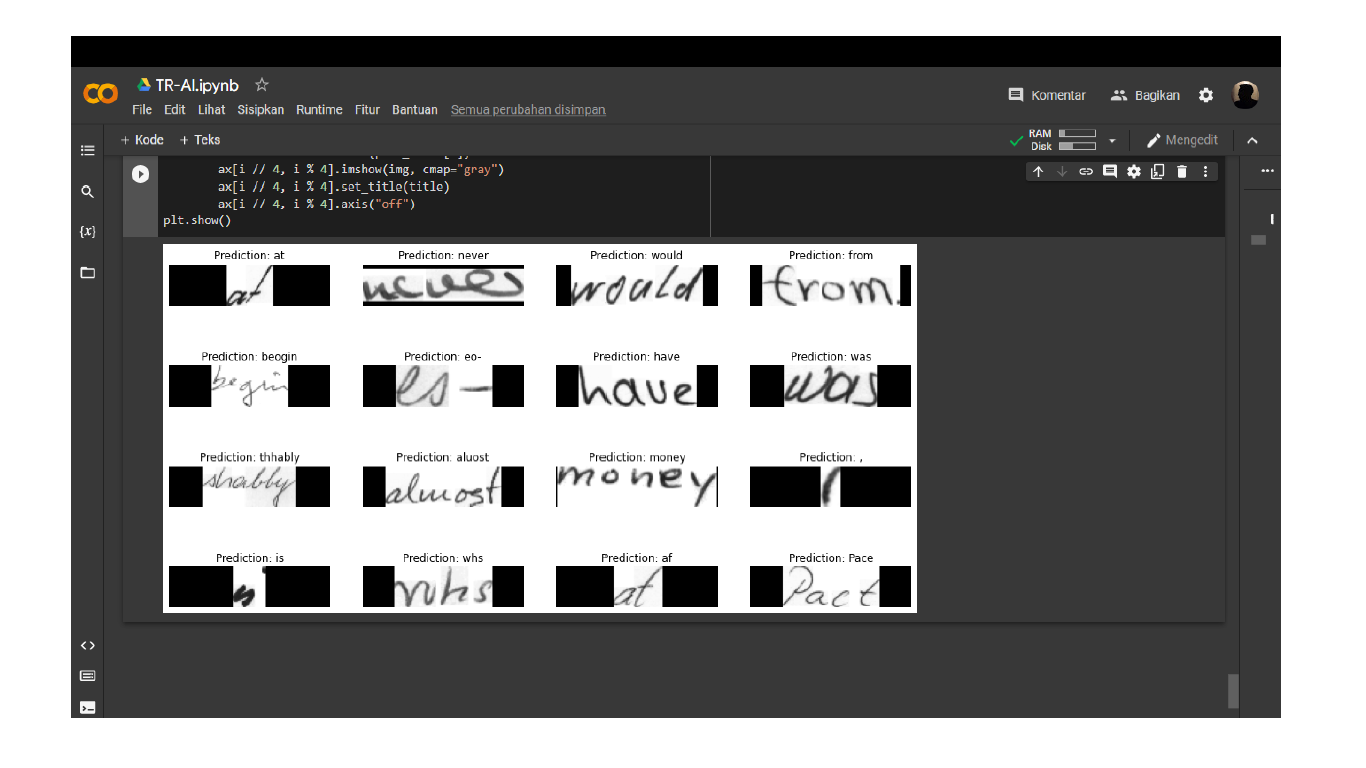 CO TR-AI.ipynb
File Edit Lihat Sisipkan Runtime Fitur Bantuan Semua perubahan disimpan
Komentar Bagikan
+ Kode + Teks
RAM
Disk
Mengedit
ax[i // 4, i % 4].imshow(img, cmap="gray")
ax[i // 4, i % 4].set_title(title)
ax[i // 4, i % 4].axis("off")
plt.show()
Prediction: at Prediction: never Prediction: would Prediction: from
at never would from.
Prediction: beogin Prediction: eo- Prediction: have Prediction: was
begin es- have was
Prediction: thhably Prediction: aluost Prediction: money Prediction: ,
shabby almost money
Prediction: is Prediction: whs Prediction: af Prediction: Pace
whs at Pact
{x}